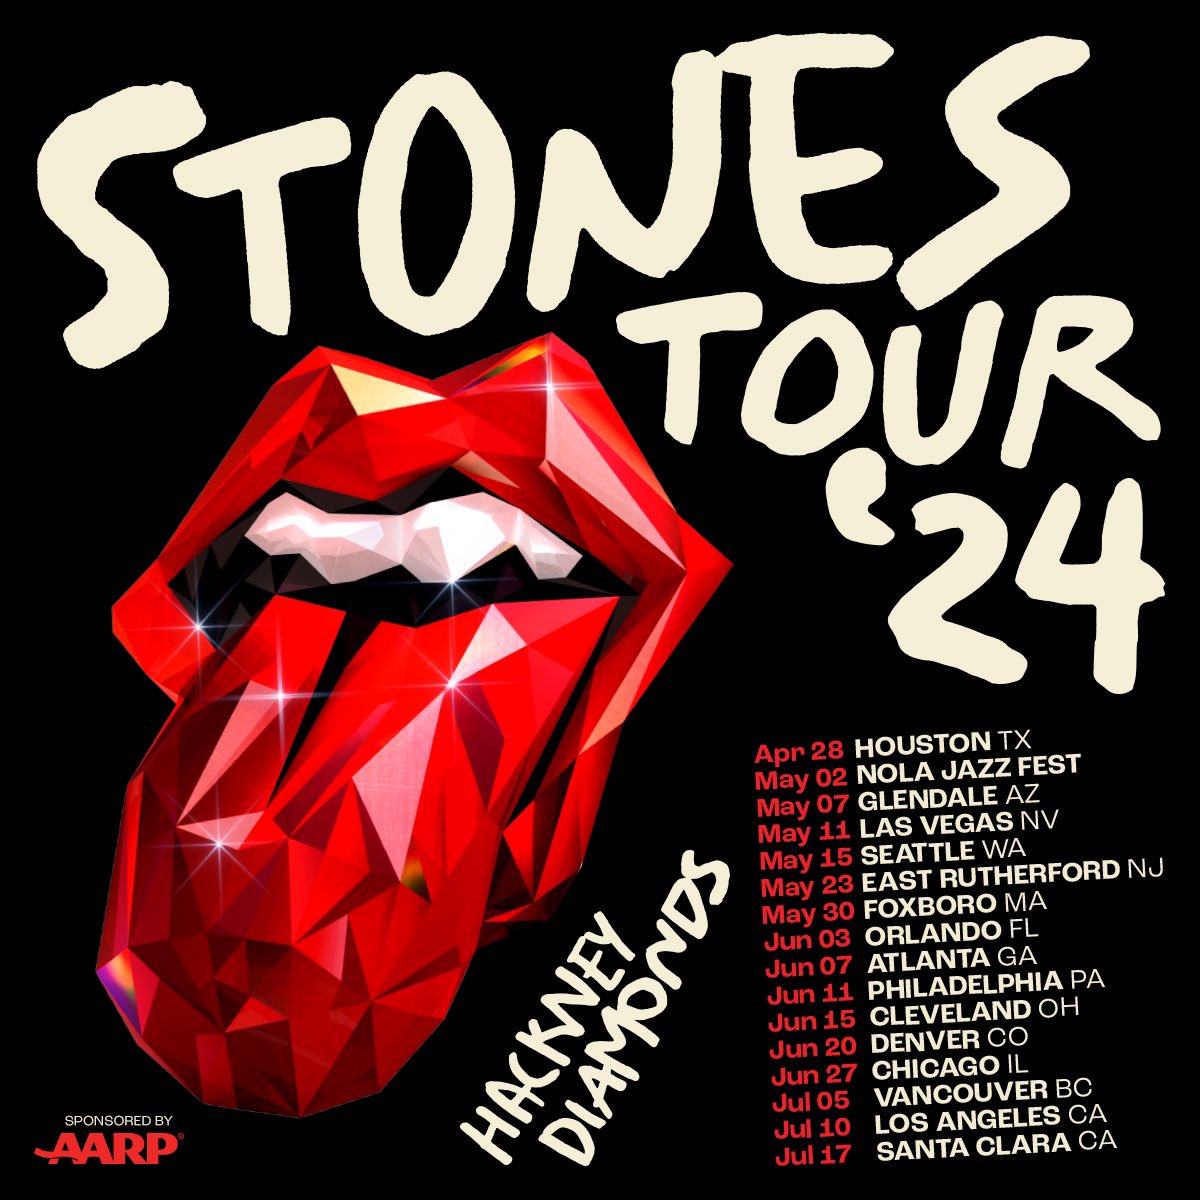 STONES
TOUR
'24
Apr 28 HOUSTON TX
May 02 NOLA JAZZ FEST
May 07 GLENDALE AZ
May 11 LAS VEGAS NV
May 15 SEATTLE WA
May 23 EAST RUTHERFORD NJ
May 30 FOXBORO MA
Jun 03 ORLANDO FL
Jun 07 ATLANTA GA
Jun 11 PHILADELPHIA PA
Jun 15 CLEVELAND OH
Jun 20 DENVER CO
Jun 27 CHICAGO IL
Jul 05 VANCOUVER BC
Jul 10 LOS ANGELES CA
Jul 17 SANTA CLARA CA
HACKNEY
DIAMONDS
SPONSORED BY
AARP®